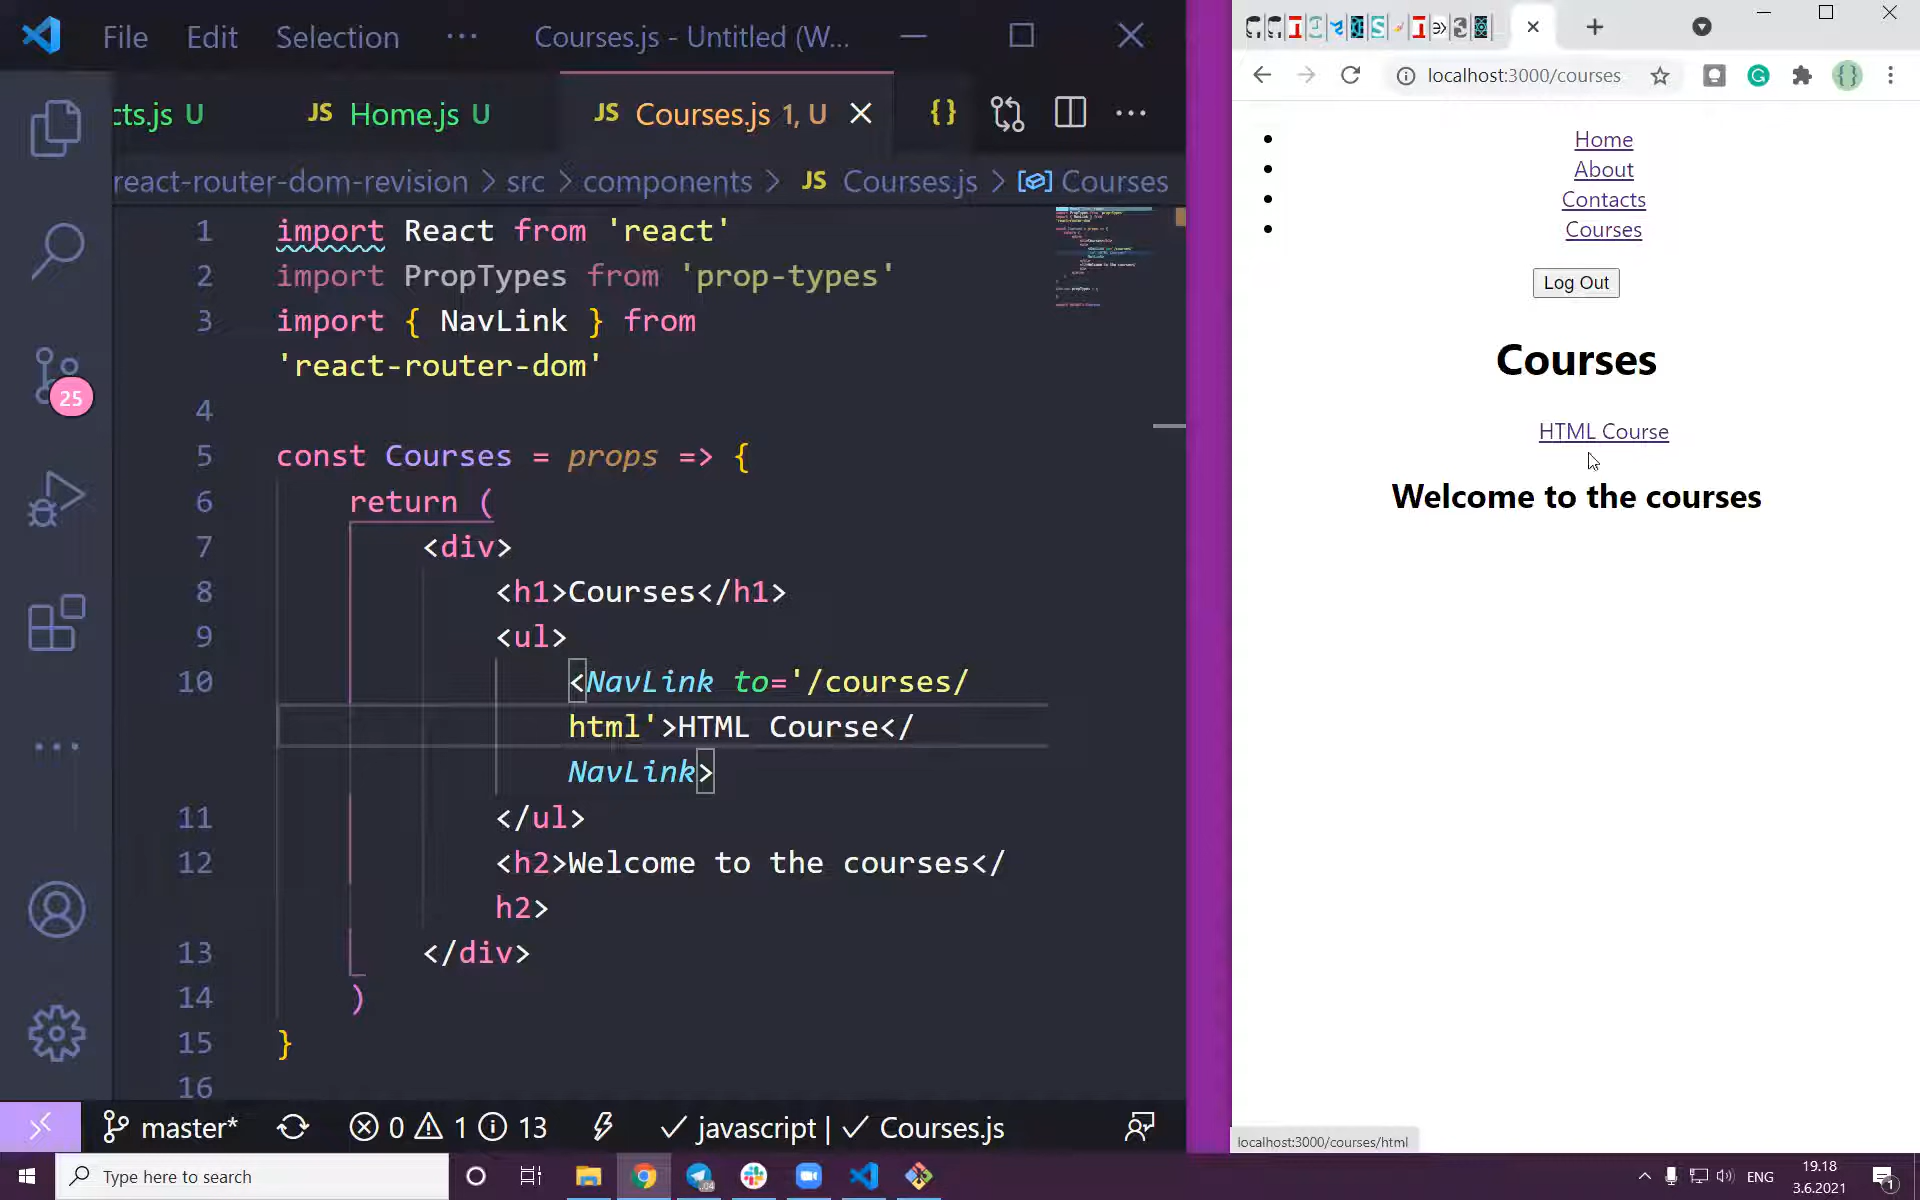 File Edit Selection ··· Courses.js - Untitled (W...
cts.js U JS Home.js U JS Courses.js 1, U
react-router-dom-revision > src > components > JS Courses.js > Courses
1 import React from 'react'
2 import PropTypes from 'prop-types'
3 import { NavLink } from
'react-router-dom'
4
5 const Courses = props => {
6 return (
7 <div>
8 <h1>Courses</h1>
9 <ul>
10 <NavLink to='/courses/
html'>HTML Course</
NavLink>
11 </ul>
12 <h2>Welcome to the courses</
h2>
13 </div>
14 )
15 }
16
25
master* 0 1 13 javascript | Courses.js
localhost:3000/courses
Home
About
Contacts
Courses
Log Out
Courses
HTML Course
Welcome to the courses
localhost:3000/courses/html
Type here to search
ENG
19.18
3.6.2021
1